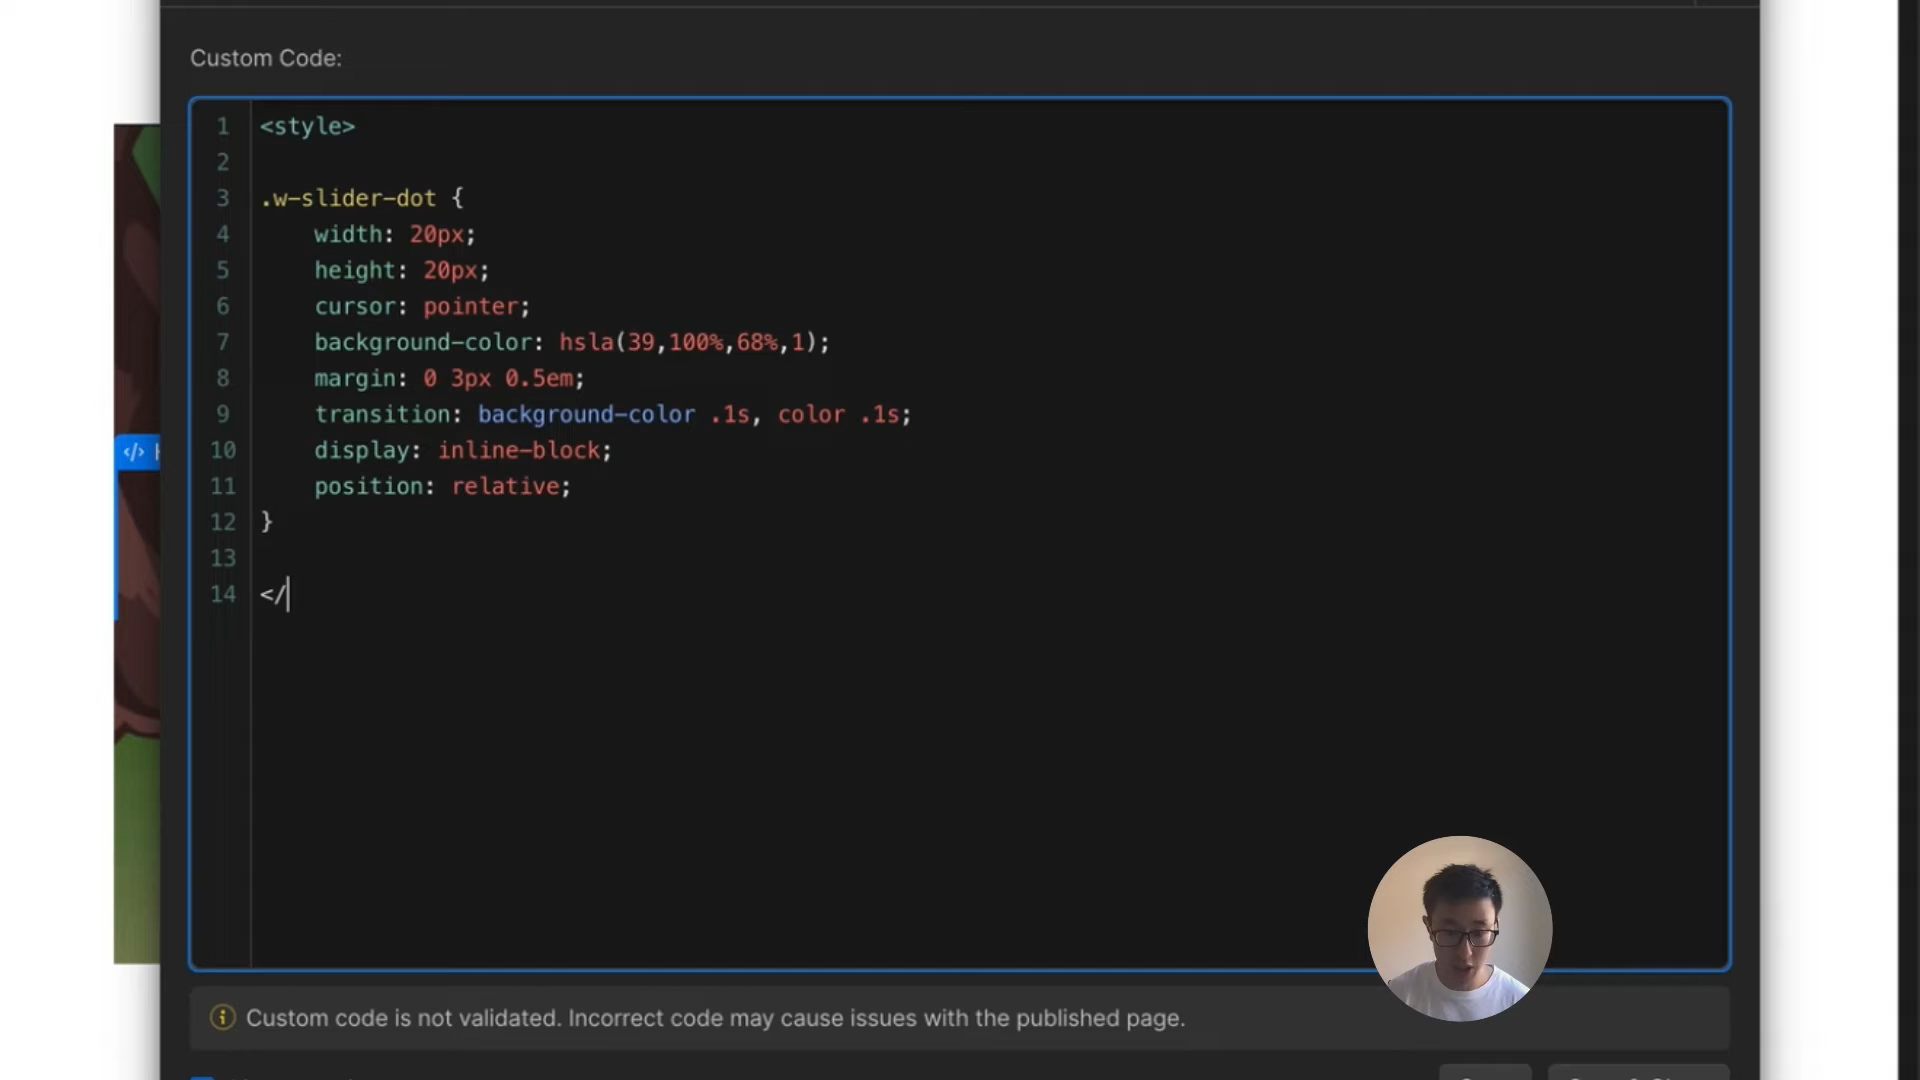 Custom Code:
1 <style>
2
3 .w-slider-dot {
4 width: 20px;
5 height: 20px;
6 cursor: pointer;
7 background-color: hsla(39,100%,68%,1);
8 margin: 0 3px 0.5em;
9 transition: background-color .1s, color .1s;
10 display: inline-block;
11 position: relative;
12 }
13
14 </
</>
Custom code is not validated. Incorrect code may cause issues with the published page.